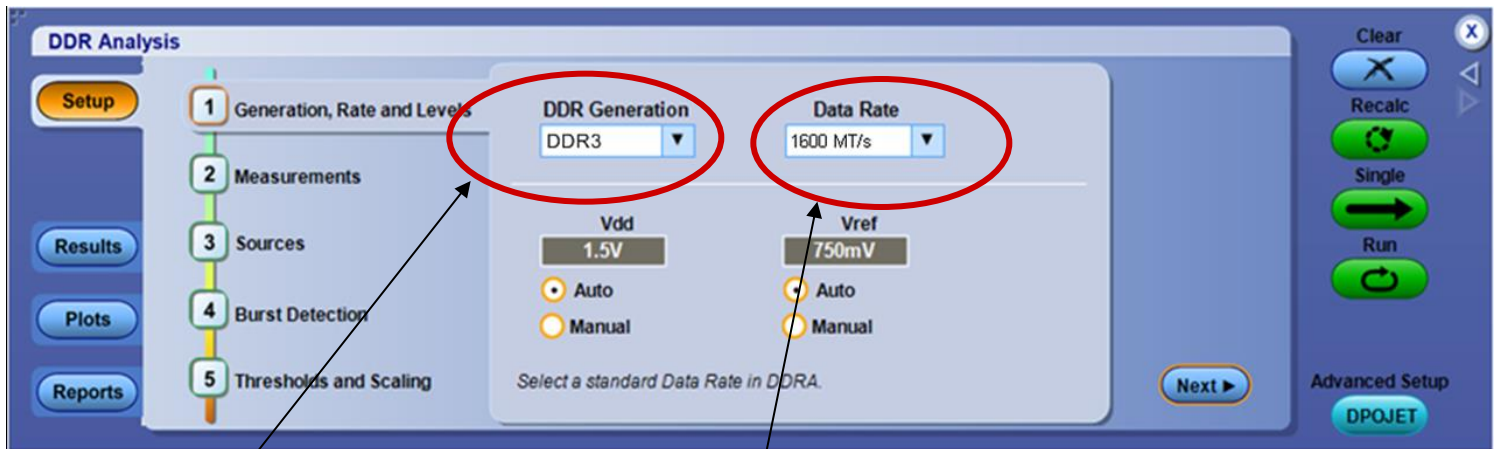 DDR Analysis
Setup
Results
Plots
Reports
1 Generation, Rate and Levels
2 Measurements
3 Sources
4 Burst Detection
5 Thresholds and Scaling
DDR Generation
DDR3 ▼
Data Rate
1600 MT/s ▼
Vdd
1.5V
Auto
Manual
Vref
750mV
Auto
Manual
Select a standard Data Rate in DDRA.
Next ►
Clear
X
Recalc
Single
Run
Advanced Setup
DPOJET